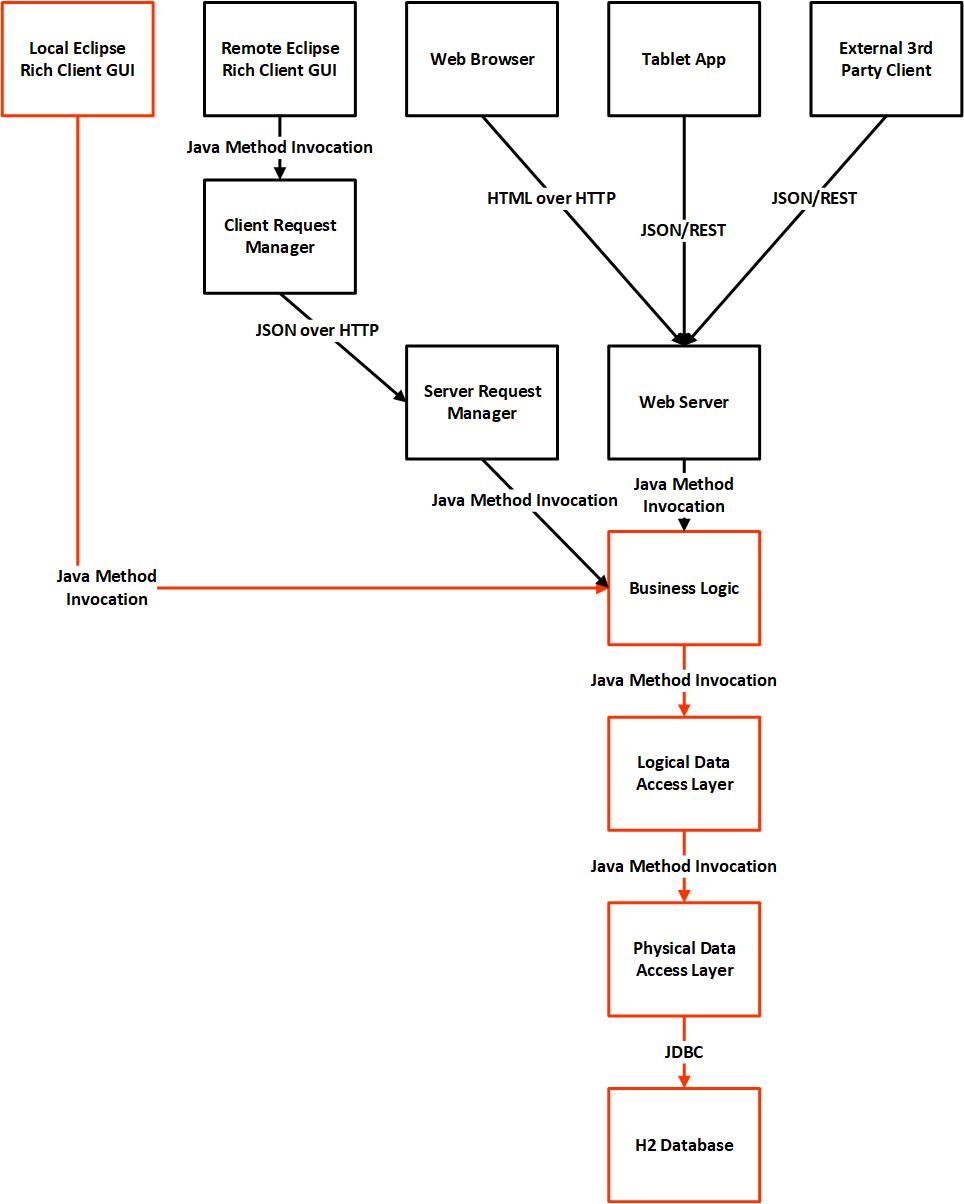 Local Eclipse
Rich Client GUI
Remote Eclipse
Rich Client GUI
Web Browser
Tablet App
External 3rd
Party Client
Java Method Invocation
Client Request
Manager
HTML over HTTP
JSON/REST
JSON/REST
JSON over HTTP
Server Request
Manager
Web Server
Java Method Invocation
Java Method
Invocation
Java Method
Invocation
Business Logic
Java Method Invocation
Logical Data
Access Layer
Java Method Invocation
Physical Data
Access Layer
JDBC
H2 Database